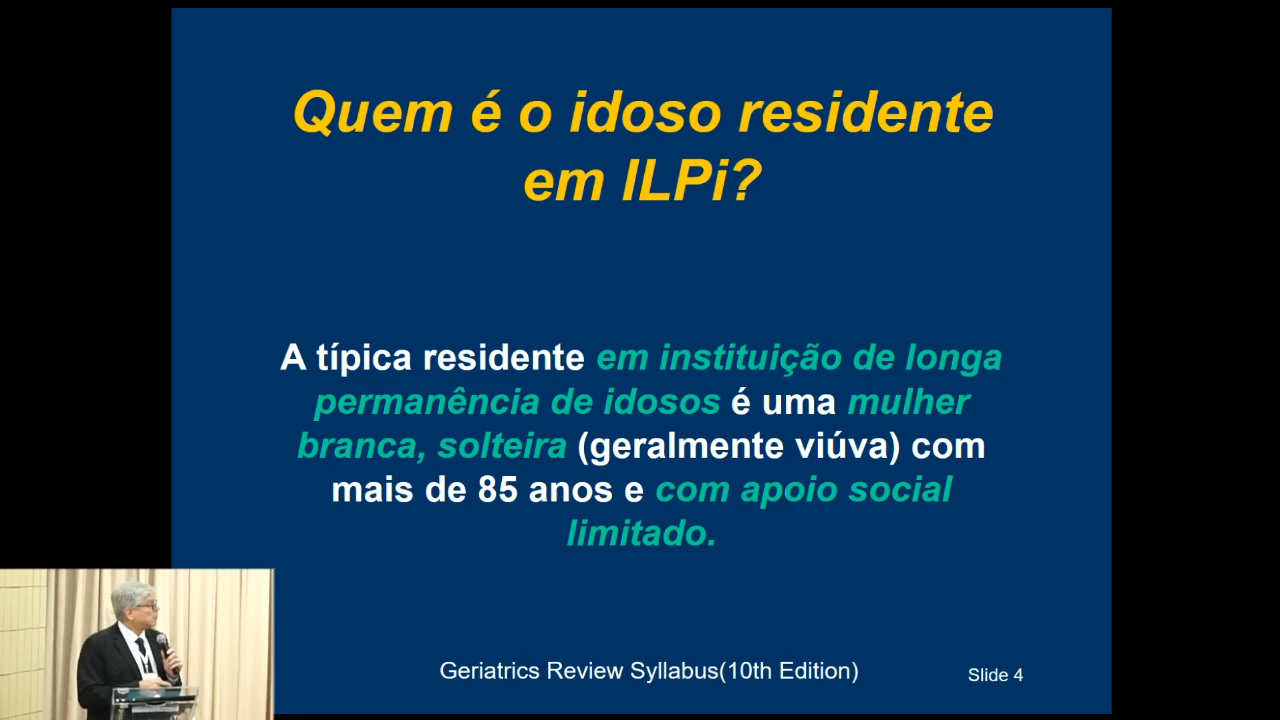 Quem é o idoso residente
em ILPi?
A típica residente em instituição de longa
permanência de idosos é uma mulher
branca, solteira (geralmente viúva) com
mais de 85 anos e com apoio social
limitado.
Geriatrics Review Syllabus(10th Edition)
Slide 4